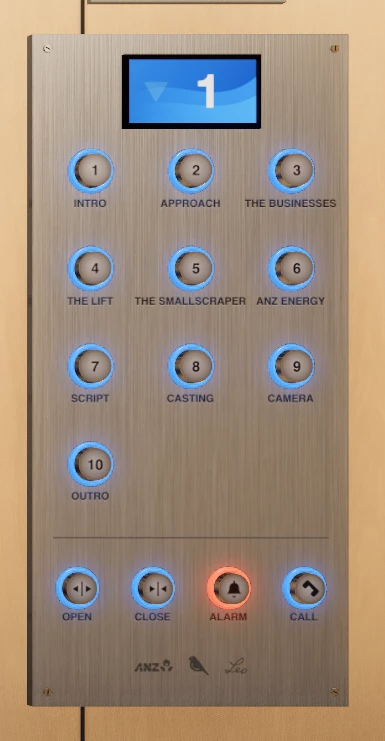 1
1 2 3
INTRO APPROACH THE BUSINESSES
4 5 6
THE LIFT THE SMALLSCRAPER ANZ ENERGY
7 8 9
SCRIPT CASTING CAMERA
10
OUTRO
OPEN CLOSE ALARM CALL
ANZ Leo